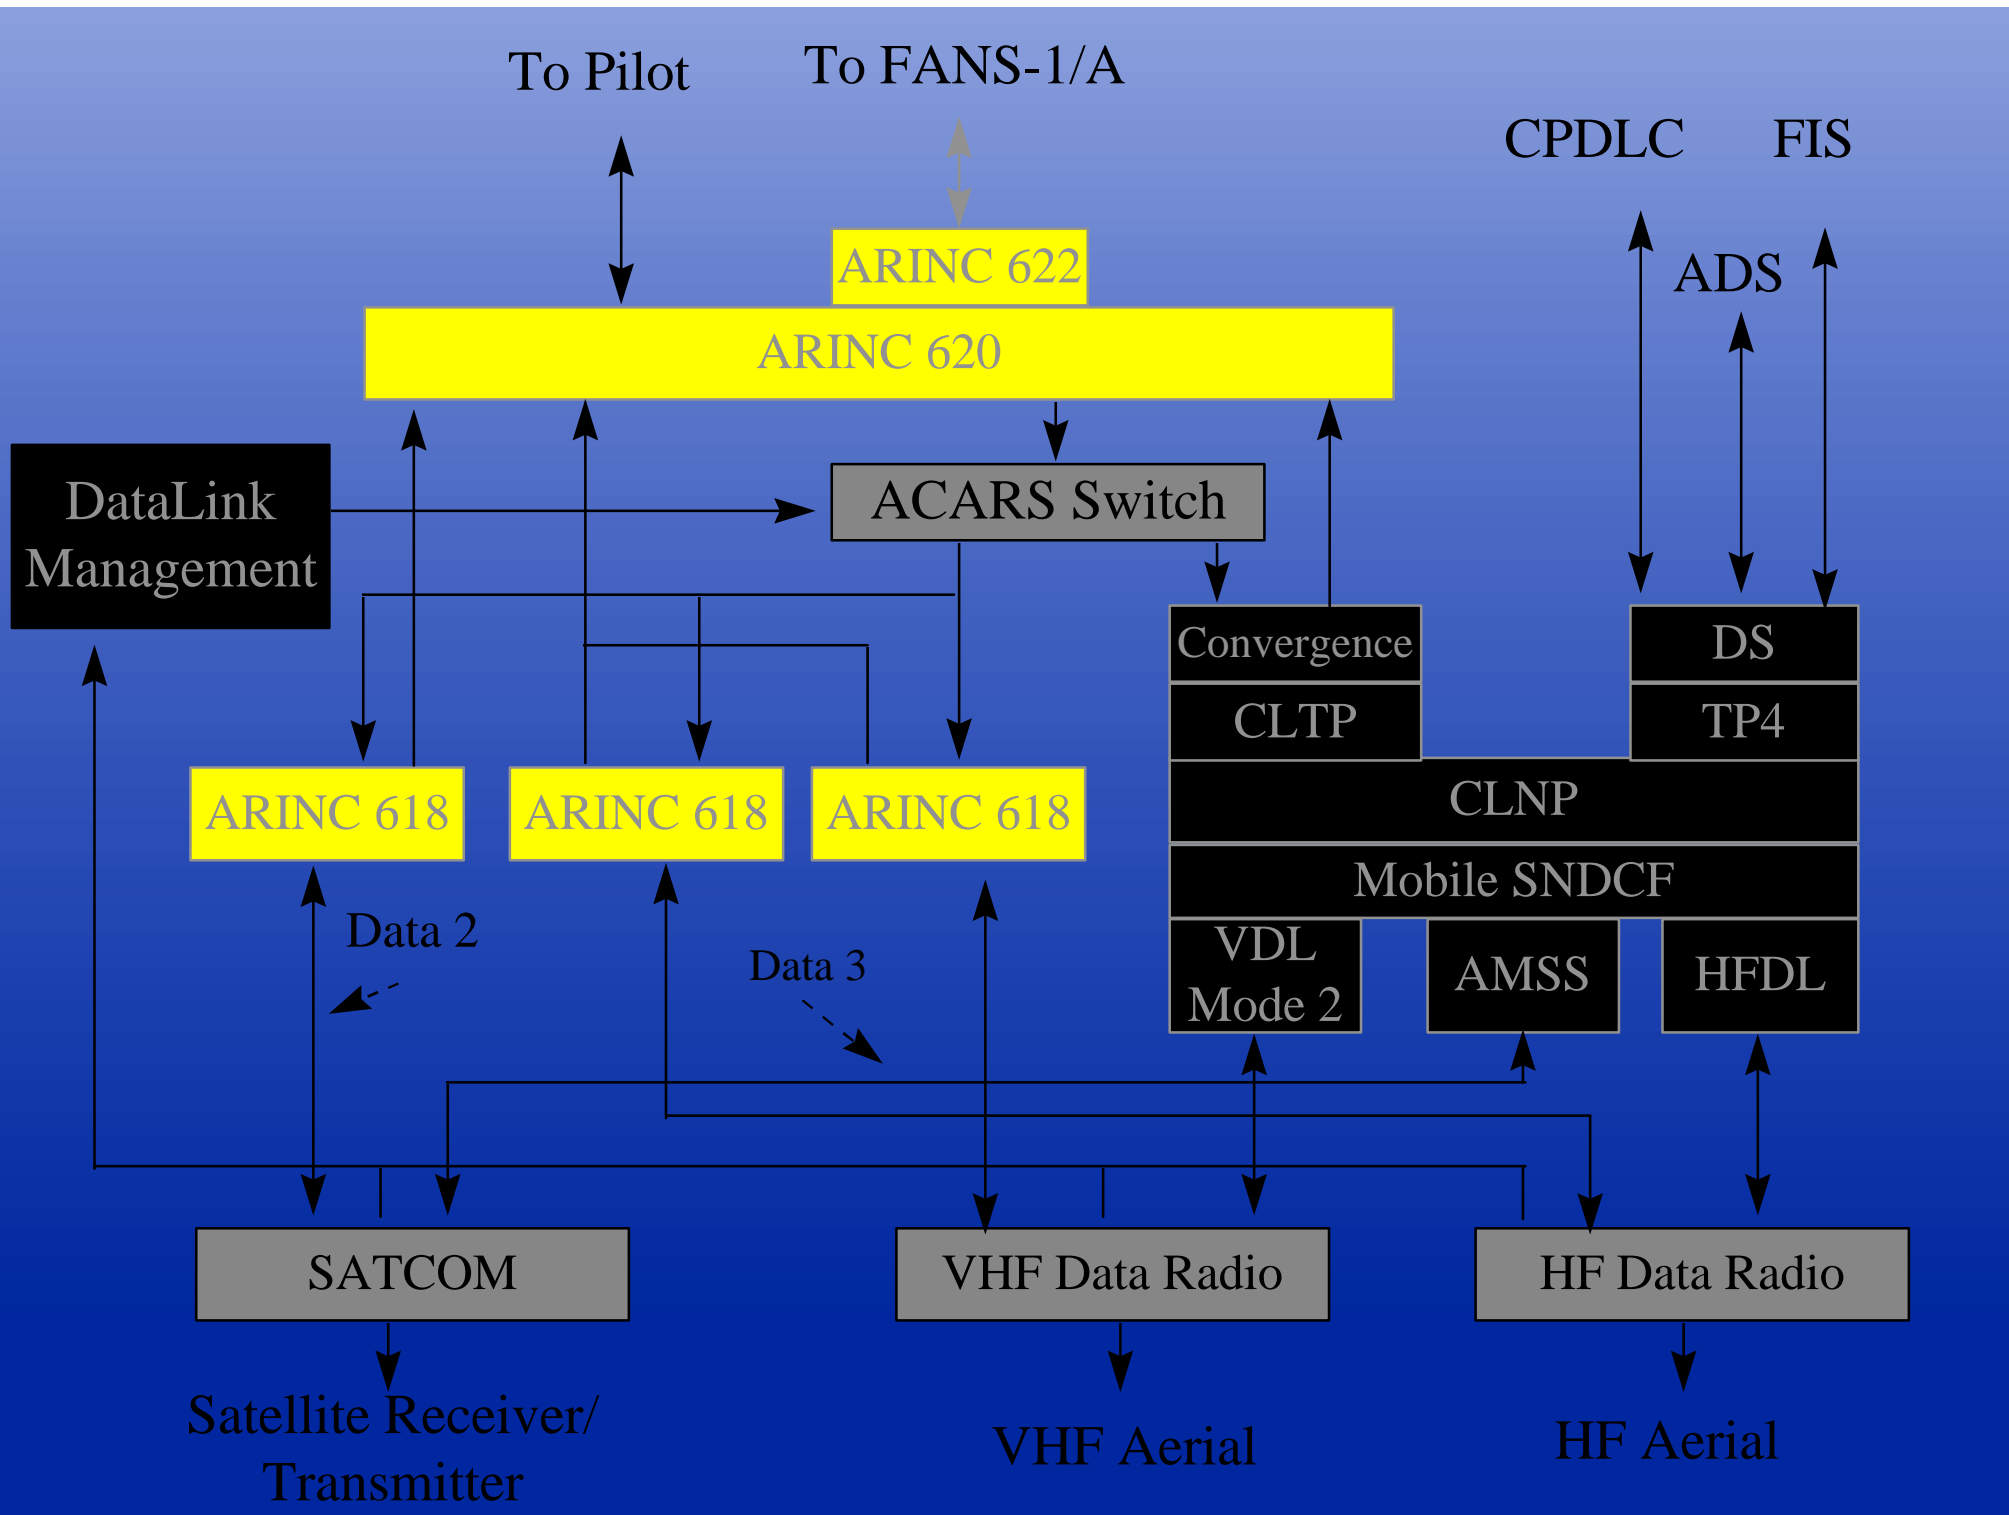 To Pilot
To FANS-1/A
CPDLC
FIS
ADS
ARINC 622
ARINC 620
DataLink
Management
ACARS Switch
Convergence
DS
CLTP
TP4
ARINC 618
ARINC 618
ARINC 618
CLNP
Mobile SNDCF
Data 2
Data 3
VDL
Mode 2
AMSS
HFDL
SATCOM
VHF Data Radio
HF Data Radio
Satellite Receiver/
Transmitter
VHF Aerial
HF Aerial